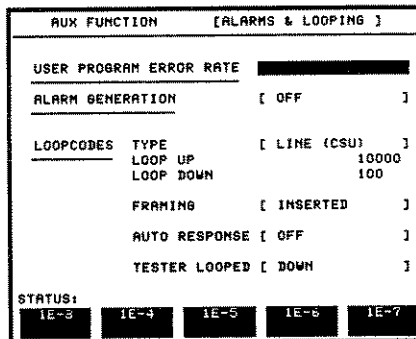 AUX FUNCTION [ALARMS & LOOPING ]
USER PROGRAM ERROR RATE
ALARM GENERATION [ OFF ]
LOOPCODES TYPE [ LINE (CSU) ]
LOOP UP 10000
LOOP DOWN 100
FRAMING [ INSERTED ]
AUTO RESPONSE [ OFF ]
TESTER LOOPED [ DOWN ]
STATUS:
1E-3 1E-4 1E-5 1E-6 1E-7